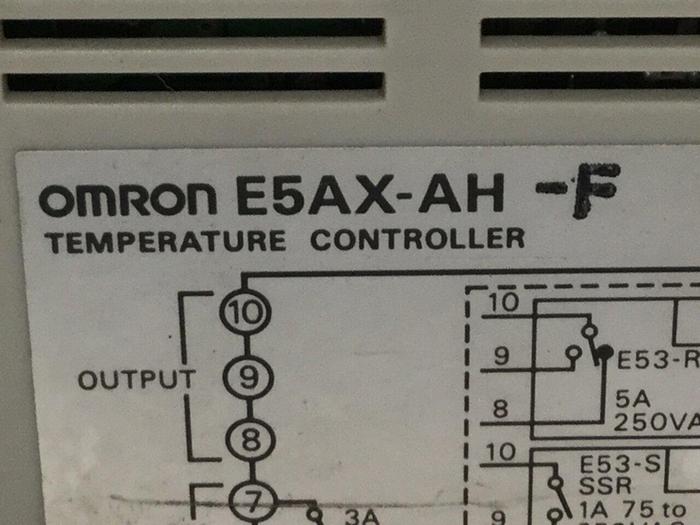 OMRON E5AX-AH -F
TEMPERATURE CONTROLLER
10
OUTPUT
9
8
7
3A
10
9
8
E53-R
5A
250VA
10
9
E53-S
SSR
1A 75 to